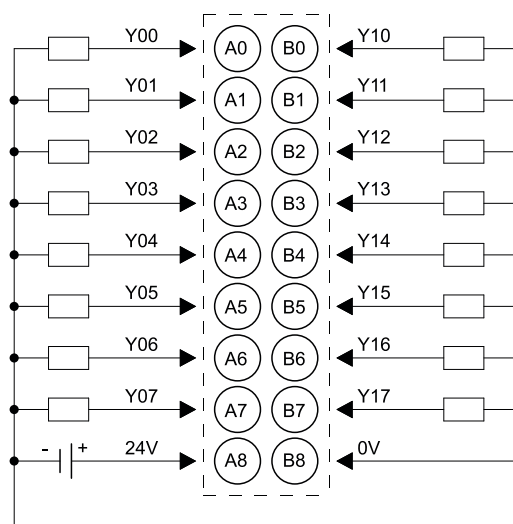 Y00 A0 B0 Y10
Y01 A1 B1 Y11
Y02 A2 B2 Y12
Y03 A3 B3 Y13
Y04 A4 B4 Y14
Y05 A5 B5 Y15
Y06 A6 B6 Y16
Y07 A7 B7 Y17
- + 24V A8 B8 0V